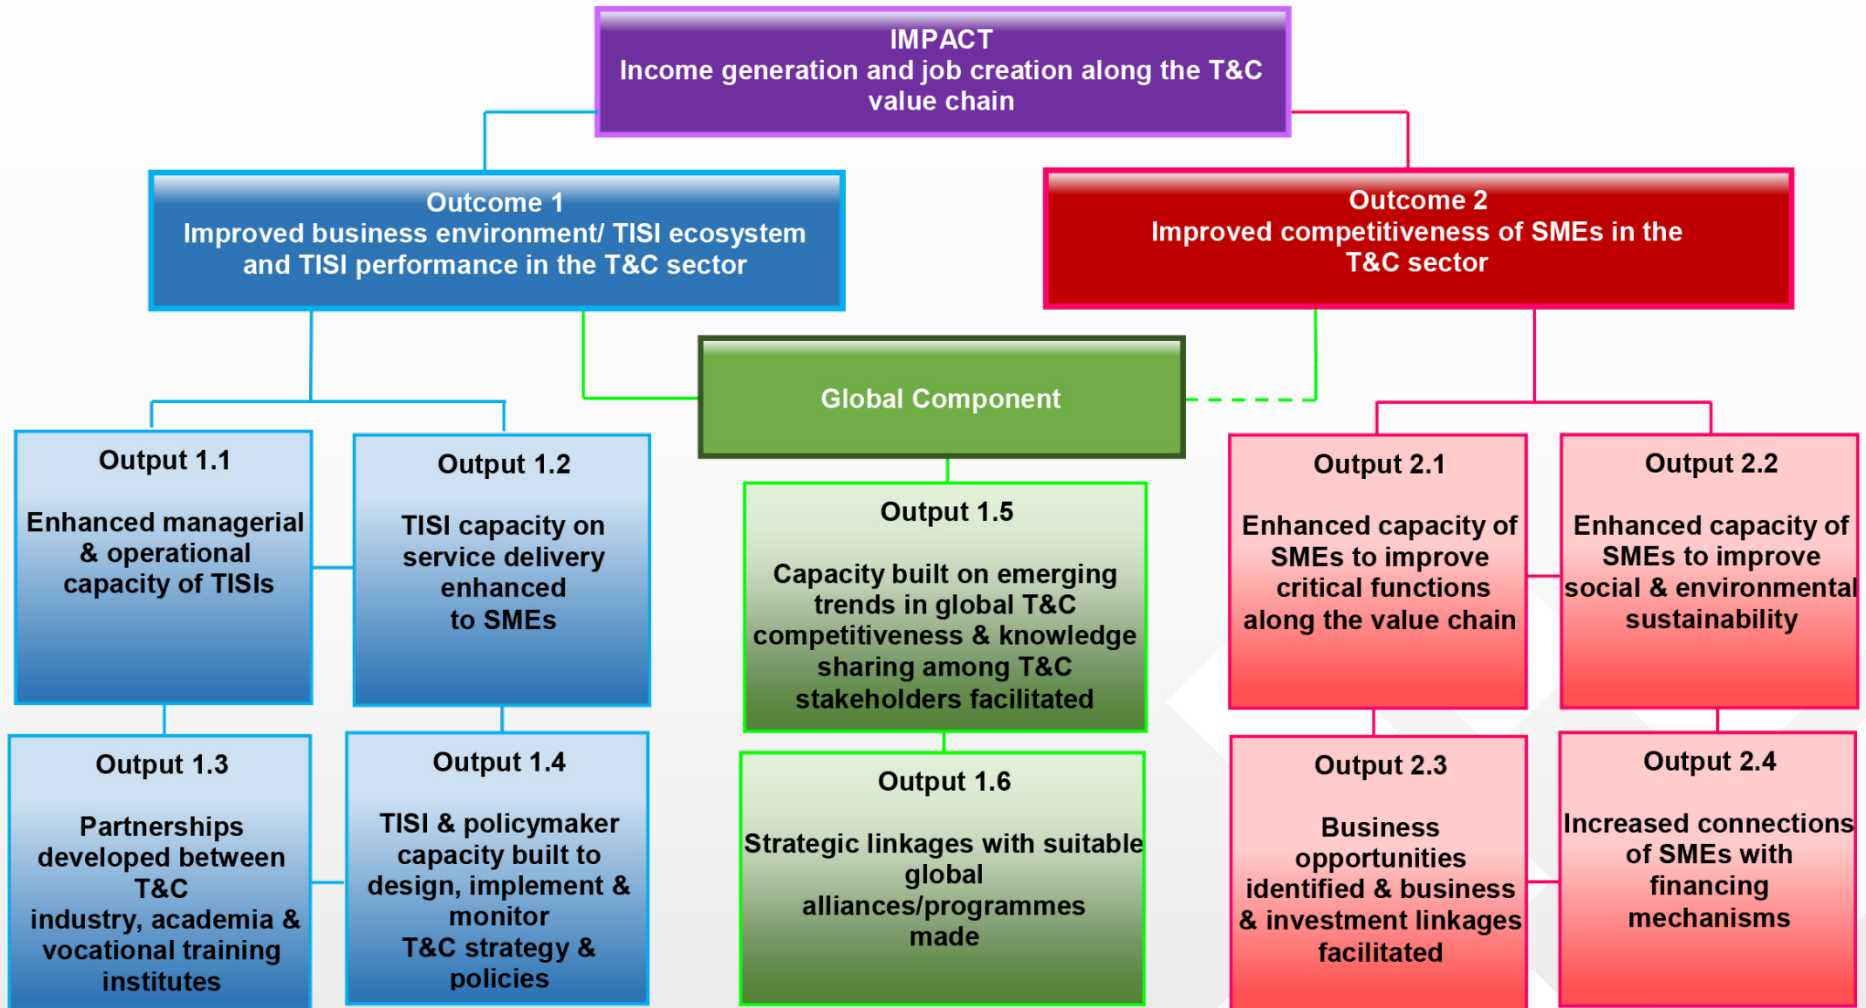 IMPACT
Income generation and job creation along the T&C
value chain
Outcome 1
Improved business environment/ TISI ecosystem
and TISI performance in the T&C sector
Outcome 2
Improved competitiveness of SMEs in the
T&C sector
Global Component
Output 1.1
Enhanced managerial
& operational
capacity of TISIs
Output 1.2
TISI capacity on
service delivery
enhanced
to SMEs
Output 1.5
Capacity built on emerging
trends in global T&C
competitiveness & knowledge
sharing among T&C
stakeholders facilitated
Output 2.1
Enhanced capacity of
SMEs to improve
critical functions
along the value chain
Output 2.2
Enhanced capacity of
SMEs to improve
social & environmental
sustainability
Output 1.3
Partnerships
developed between
T&C
industry, academia &
vocational training
institutes
Output 1.4
TISI & policymaker
capacity built to
design, implement &
monitor
T&C strategy &
policies
Output 1.6
Strategic linkages with suitable
global
alliances/programmes
made
Output 2.3
Business
opportunities
identified & business
& investment linkages
facilitated
Output 2.4
Increased connections
of SMEs with
financing
mechanisms